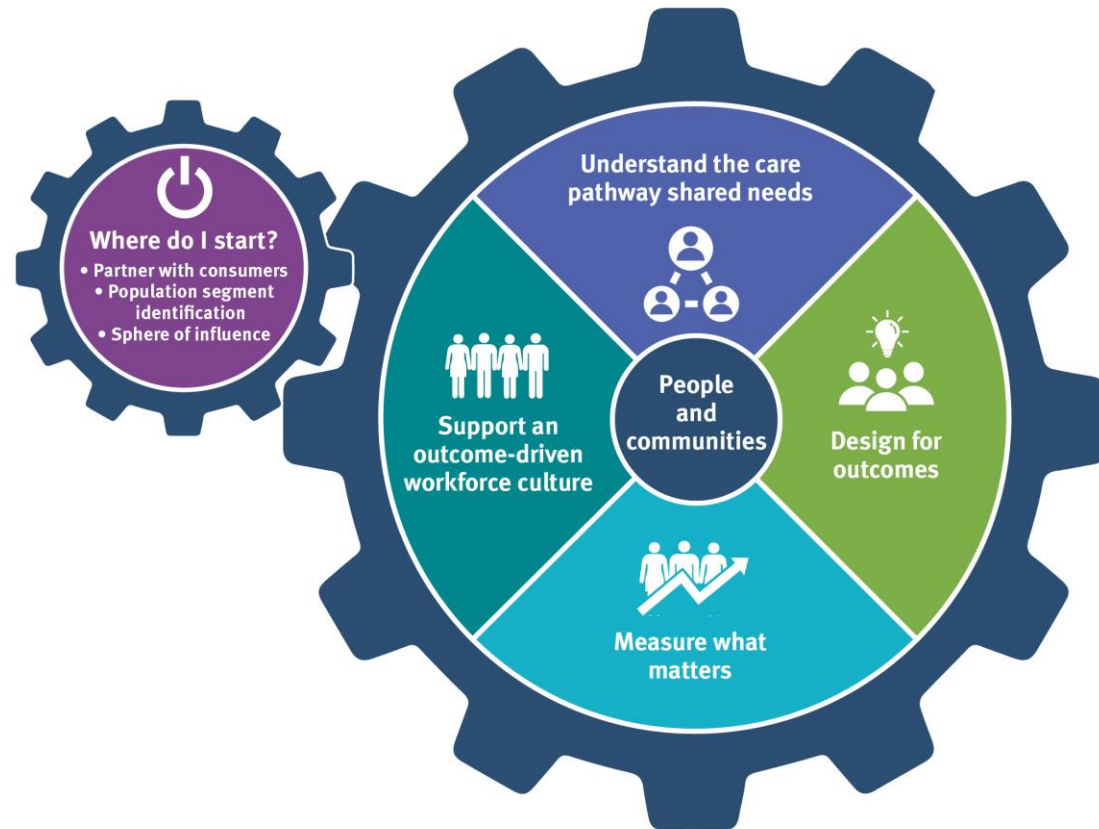 Where do I start?
• Partner with consumers
• Population segment
identification
• Sphere of influence
Understand the care
pathway shared needs
Design for
outcomes
Measure what
matters
Support an
outcome-driven
workforce culture
People
and
communities